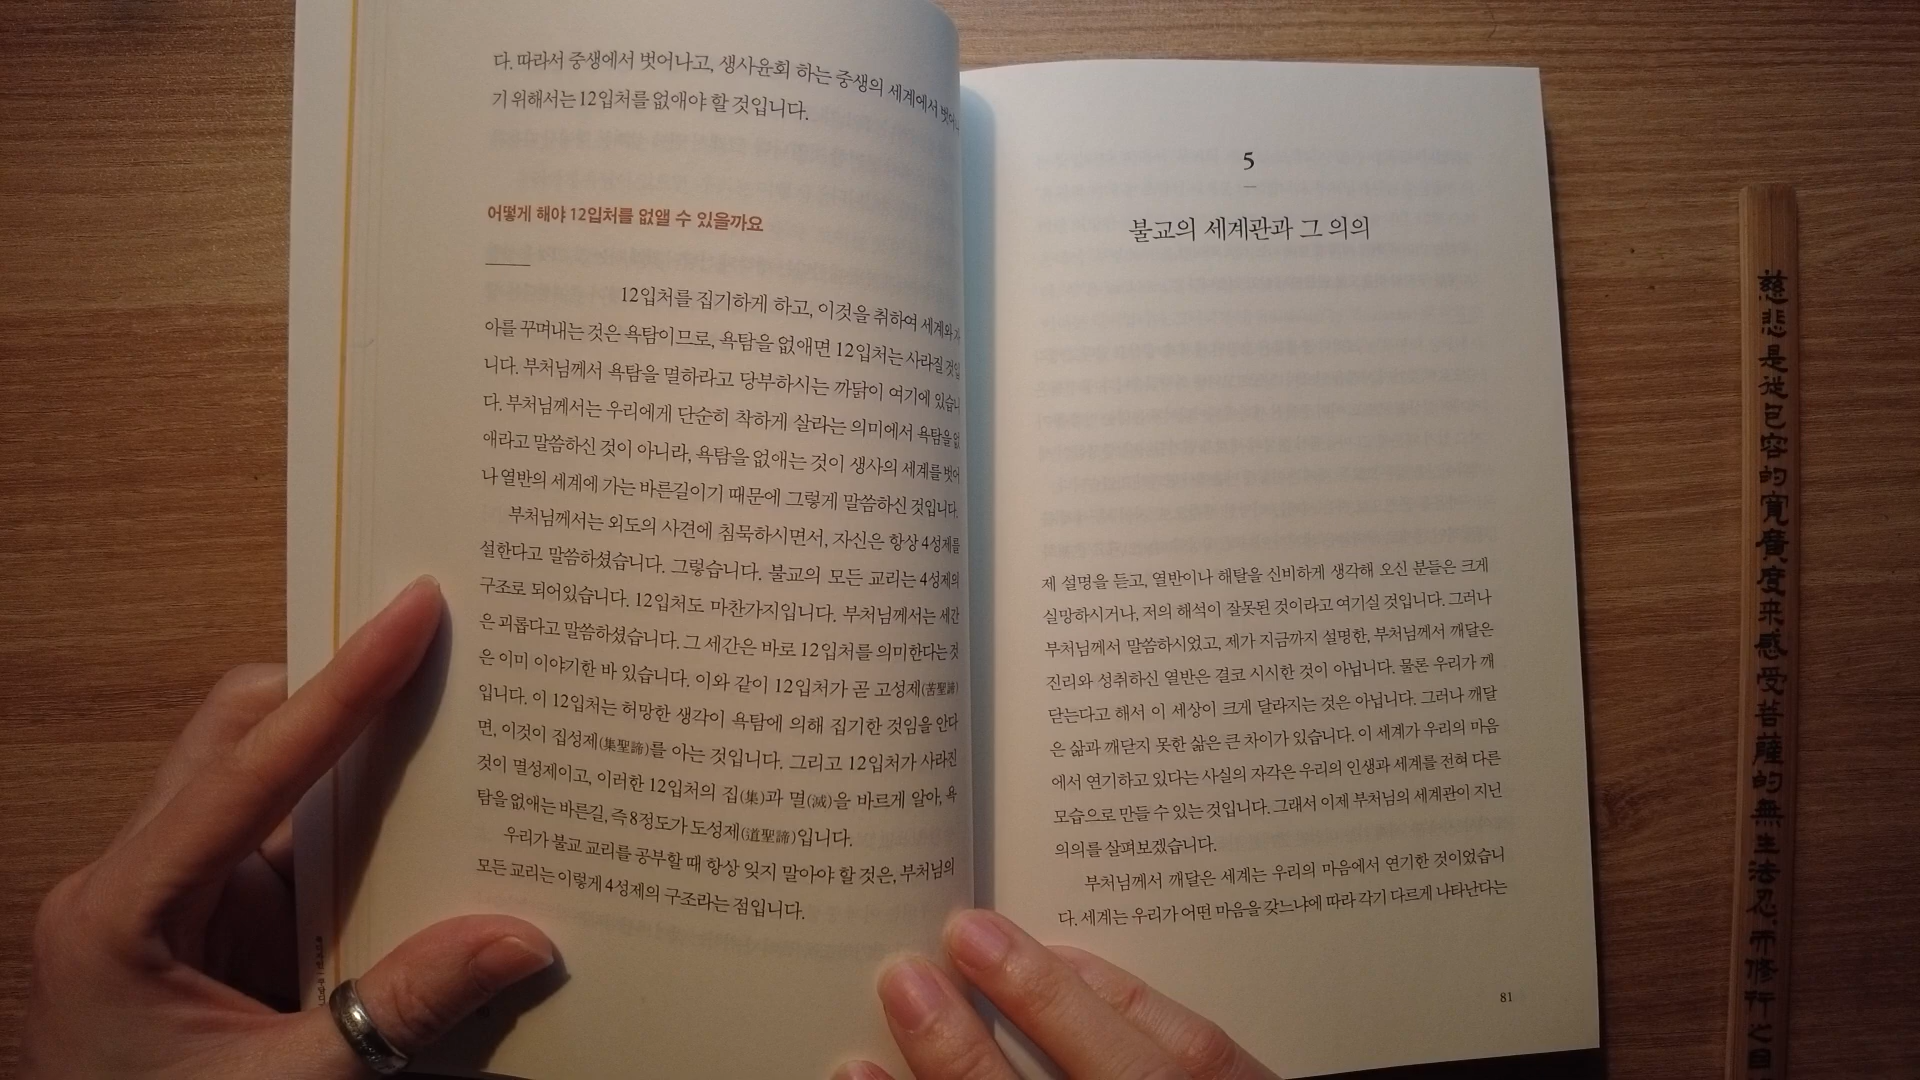 다. 따라서 중생에서 벗어나고, 생사윤회 하는 중생의 세계에서 벗어나
기 위해서는 12입처를 없애야 할 것입니다.
어떻게 해야 12입처를 없앨 수 있을까요
12입처를 집기하게 하고, 이것을 취하여 세계와 자
아를 꾸며내는 것은 욕탐이므로, 욕탐을 없애면 12입처는 사라질 것입
니다. 부처님께서 욕탐을 멸하라고 당부하시는 까닭이 여기에 있습니
다. 부처님께서는 우리에게 단순히 착하게 살라는 의미에서 욕탐을 없
애라고 말씀하신 것이 아니라, 욕탐을 없애는 것이 생사의 세계를 벗어
나 열반의 세계에 가는 바른길이기 때문에 그렇게 말씀하신 것입니다.
부처님께서는 외도의 사견에 침묵하시면서, 자신은 항상 4성제를
설한다고 말씀하셨습니다. 그렇습니다. 불교의 모든 교리는 4성제의
구조로 되어있습니다. 12입처도 마찬가지입니다. 부처님께서는 세간
은 괴롭다고 말씀하셨습니다. 그 세간은 바로 12입처를 의미한다는 것
은 이미 이야기한 바 있습니다. 이와 같이 12입처가 곧 고성제(苦聖諦)
입니다. 이 12입처는 허망한 생각이 욕탐에 의해 집기한 것임을 안다
면, 이것이 집성제(集聖諦)를 아는 것입니다. 그리고 12입처가 사라진
것이 멸성제이고, 이러한 12입처의 집(集)과 멸(滅)을 바르게 알아, 욕
탐을 없애는 바른길, 즉 8정도가 도성제(道聖諦)입니다.
우리가 불교 교리를 공부할 때 항상 잊지 말아야 할 것은, 부처님의
모든 교리는 이렇게 4성제의 구조라는 점입니다.
5
불교의 세계관과 그 의의
제 설명을 듣고, 열반이나 해탈을 신비하게 생각해 오신 분들은 크게
실망하시거나, 저의 해석이 잘못된 것이라고 여기실 것입니다. 그러나
부처님께서 말씀하시었고, 제가 지금까지 설명한, 부처님께서 깨달은
진리와 성취하신 열반은 결코 시시한 것이 아닙니다. 물론 우리가 깨
닫는다고 해서 이 세상이 크게 달라지는 것은 아닙니다. 그러나 깨달
은 삶과 깨닫지 못한 삶은 큰 차이가 있습니다. 이 세계가 우리의 마음
에서 연기하고 있다는 사실의 자각은 우리의 인생과 세계를 전혀 다른
모습으로 만들 수 있는 것입니다. 그래서 이제 부처님의 세계관이 지닌
의의를 살펴보겠습니다.
부처님께서 깨달은 세계는 우리의 마음에서 연기한 것이었습니
다. 세계는 우리가 어떤 마음을 갖느냐에 따라 각기 다르게 나타난다는
81
慈悲是從包容的寬廣度來感受菩薩的無生法忍而修行之目